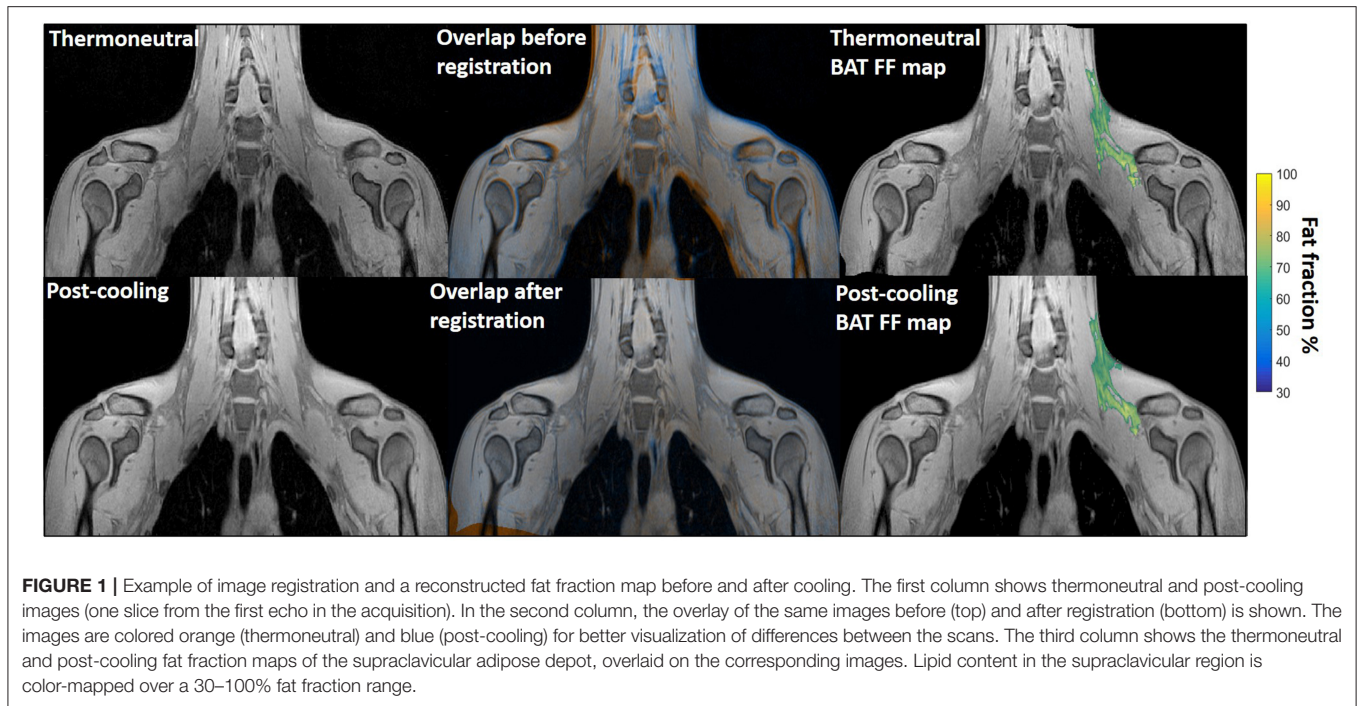 Thermoneutral
Overlap before
registration
Thermoneutral
BAT FF map
Post-cooling
Overlap after
registration
Post-cooling
BAT FF map
100
90
80
70
60
50
40
30
Fat fraction %
FIGURE 1 | Example of image registration and a reconstructed fat fraction map before and after cooling. The first column shows thermoneutral and post-cooling
images (one slice from the first echo in the acquisition). In the second column, the overlay of the same images before (top) and after registration (bottom) is shown. The
images are colored orange (thermoneutral) and blue (post-cooling) for better visualization of differences between the scans. The third column shows the thermoneutral
and post-cooling fat fraction maps of the supraclavicular adipose depot, overlaid on the corresponding images. Lipid content in the supraclavicular region is
color-mapped over a 30–100% fat fraction range.